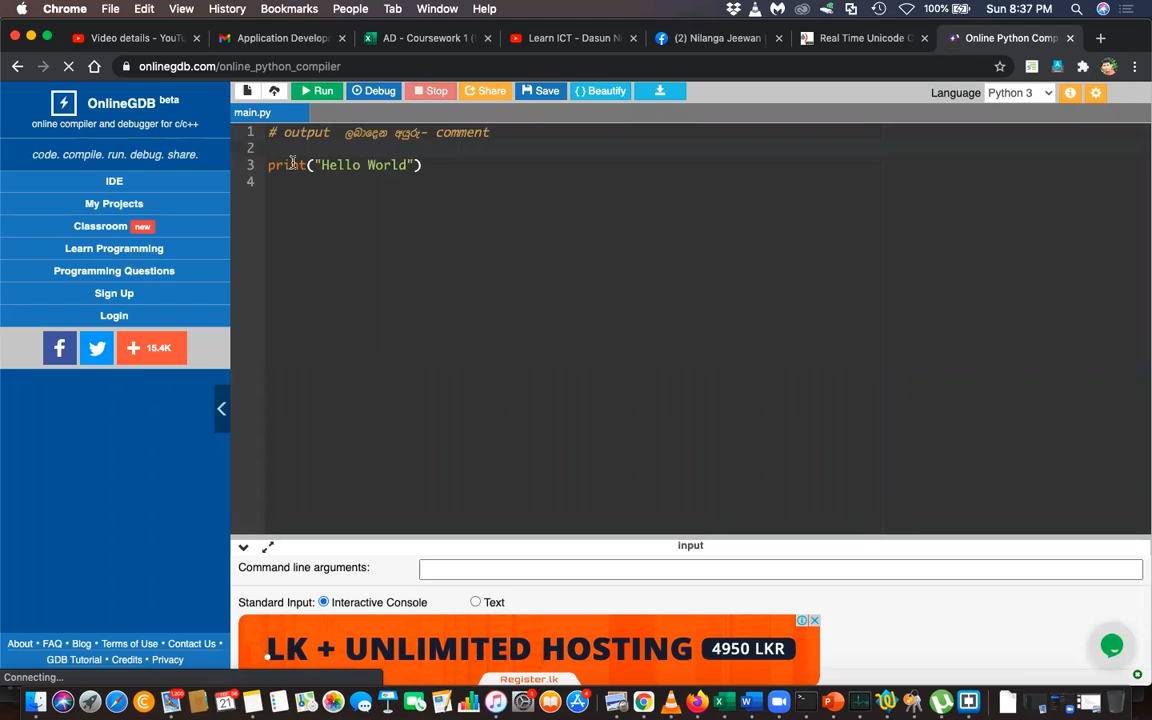 Chrome File Edit View History Bookmarks People Tab Window Help 100% Sun 8:37 PM
Video details - YouTu
Application Develop
AD - Coursework 1 (
Learn ICT - Dasun Ni
(2) Nilanga Jeewan
Real Time Unicode C
Online Python Comp
onlinegdb.com/online_python_compiler
OnlineGDB beta
online compiler and debugger for c/c++
code. compile. run. debug. share.
IDE
My Projects
Classroom new
Learn Programming
Programming Questions
Sign Up
Login
15.4K
About • FAQ • Blog • Terms of Use • Contact Us •
GDB Tutorial • Credits • Privacy
Connecting...
Run Debug Stop Share Save { } Beautify
Language Python 3
main.py
1 # output ලබාදෙන අයුරු- comment
2
3 print("Hello World")
4
input
Command line arguments:
Standard Input: Interactive Console Text
LK + UNLIMITED HOSTING 4950 LKR
Register.lk